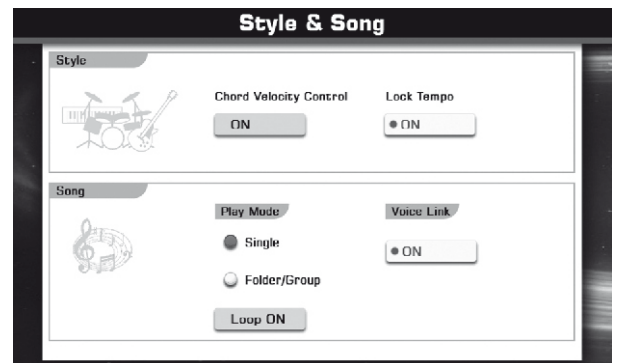 Style & Song
Style
Chord Velocity Control
Lock Tempo
ON
ON
Song
Play Mode
Voice Link
Single
ON
Folder/Group
Loop ON